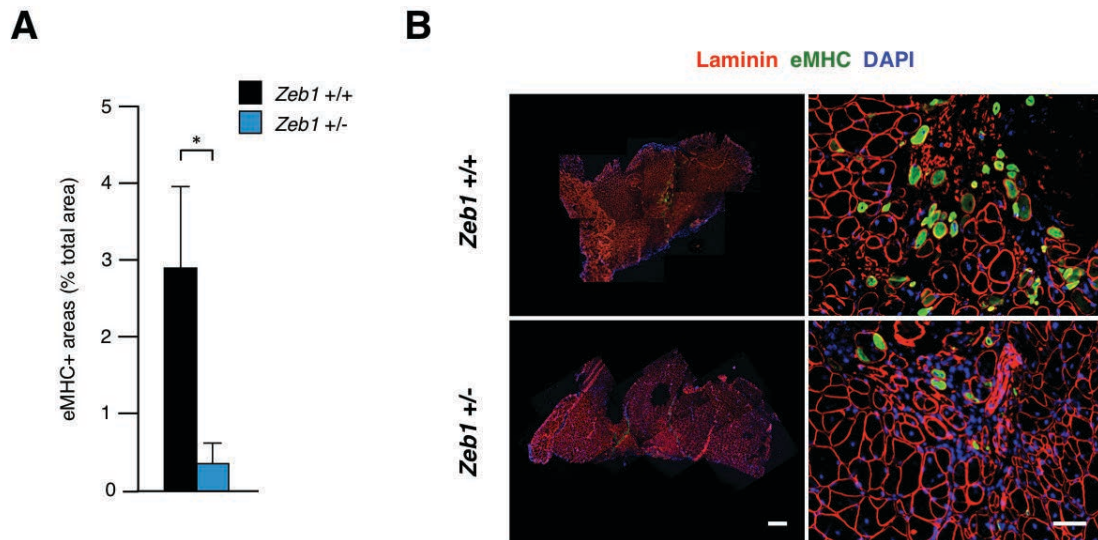 A
Zeb1 +/+
Zeb1 +/-
eMHC+ areas (% total area)
5
4
3
2
1
0
*
B
Laminin eMHC DAPI
Zeb1 +/+
Zeb1 +/-